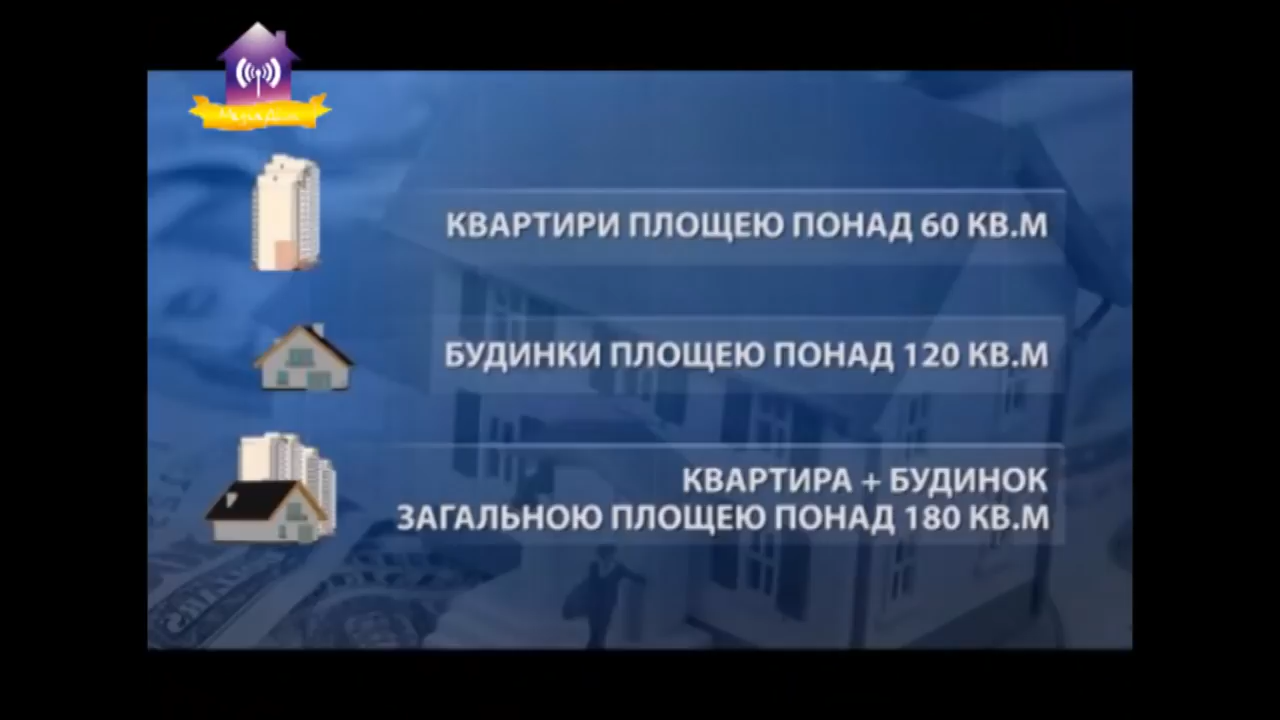 КВАРТИРИ ПЛОЩЕЮ ПОНАД 60 КВ.М
БУДИНКИ ПЛОЩЕЮ ПОНАД 120 КВ.М
КВАРТИРА + БУДИНОК
ЗАГАЛЬНОЮ ПЛОЩЕЮ ПОНАД 180 КВ.М